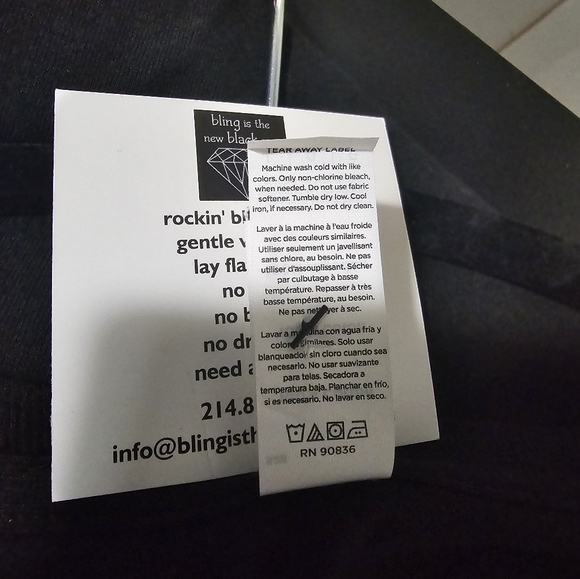 bling is the
new black
rockin' bl
gentle
lay fla
no
no b
no dr
need a
214.8
info@blingisth
TEAR AWAY LABEL
Machine wash cold with like
colors. Only non-chlorine bleach,
when needed. Do not use fabric
softener. Tumble dry low. Cool
iron, if necessary. Do not dry clean.
Laver à la machine à l'eau froide
avec des couleurs similaires.
Utiliser seulement un javellisant
sans chlore, au besoin. Ne pas
utiliser d'assouplissant. Sécher
par culbutage à basse
température. Repasser à très
basse température, au besoin.
Ne pas nettoyer à sec.
Lavar a maquina con agua fria y
colores similares. Solo usar
blanqueador sin cloro cuando sea
necesario. No usar suavizante
para telas. Secadora a
temperatura baja. Planchar en frío,
si es necesario. No lavar en seco.
RN 90836